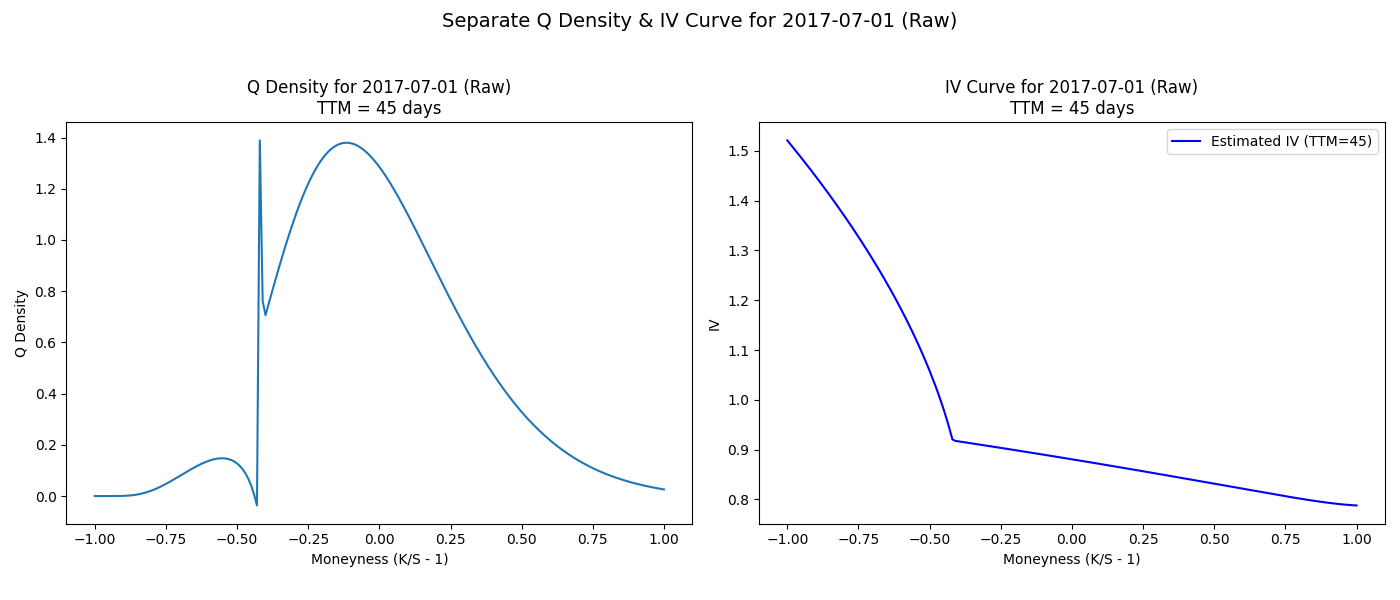 Separate Q Density & IV Curve for 2017-07-01 (Raw)
Q Density for 2017-07-01 (Raw)
TTM = 45 days
1.4
1.2
1.0
0.8
0.6
0.4
0.2
0.0
Q Density
−1.00 −0.75 −0.50 −0.25 0.00 0.25 0.50 0.75 1.00
Moneyness (K/S - 1)
IV Curve for 2017-07-01 (Raw)
TTM = 45 days
Estimated IV (TTM=45)
1.5
1.4
1.3
1.2
1.1
1.0
0.9
0.8
IV
−1.00 −0.75 −0.50 −0.25 0.00 0.25 0.50 0.75 1.00
Moneyness (K/S - 1)